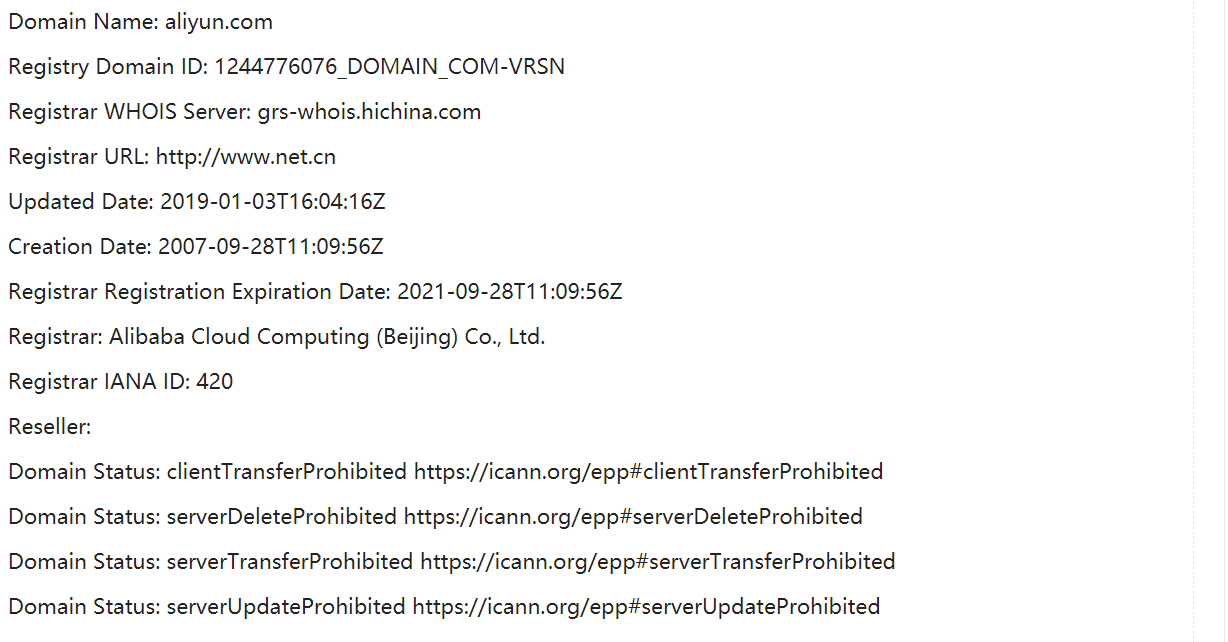 Domain Name: aliyun.com
Registry Domain ID: 1244776076_DOMAIN_COM-VRSN
Registrar WHOIS Server: grs-whois.hichina.com
Registrar URL: http://www.net.cn
Updated Date: 2019-01-03T16:04:16Z
Creation Date: 2007-09-28T11:09:56Z
Registrar Registration Expiration Date: 2021-09-28T11:09:56Z
Registrar: Alibaba Cloud Computing (Beijing) Co., Ltd.
Registrar IANA ID: 420
Reseller:
Domain Status: clientTransferProhibited https://icann.org/epp#clientTransferProhibited
Domain Status: serverDeleteProhibited https://icann.org/epp#serverDeleteProhibited
Domain Status: serverTransferProhibited https://icann.org/epp#serverTransferProhibited
Domain Status: serverUpdateProhibited https://icann.org/epp#serverUpdateProhibited